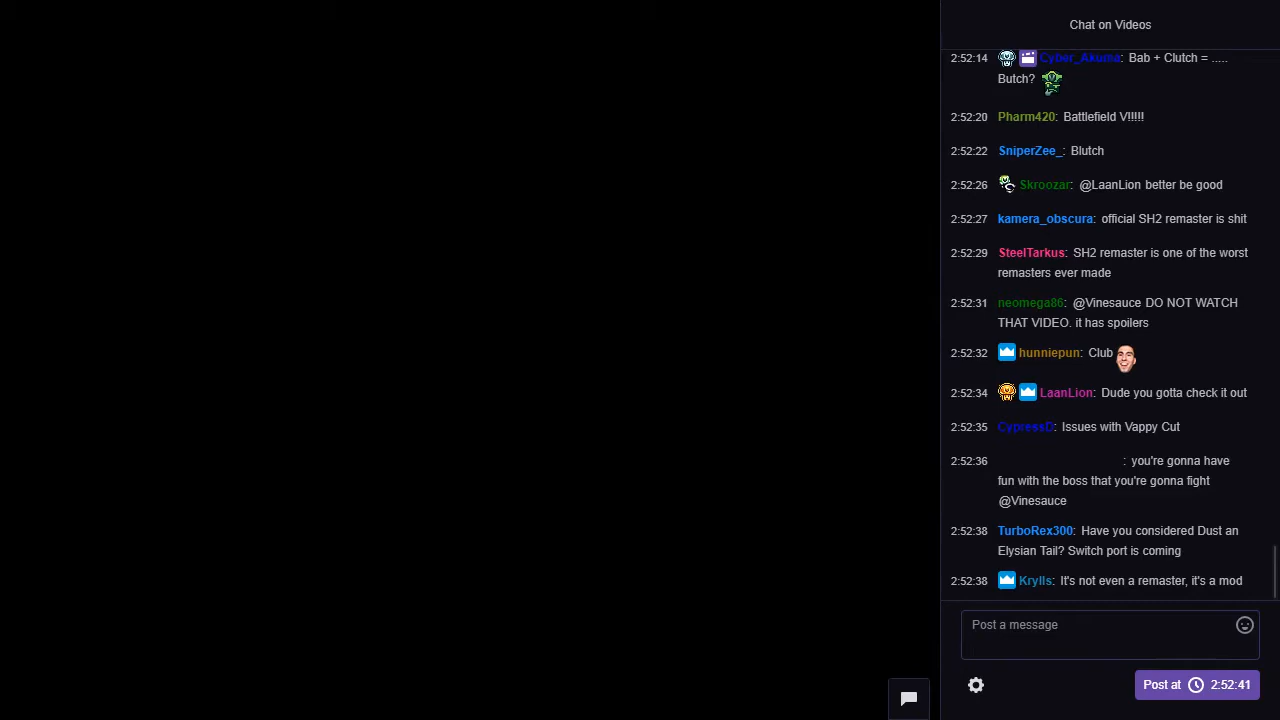 Chat on Videos
2:52:14 Cyber_Akuma: Bab + Clutch = .....
Butch?
2:52:20 Pharm420: Battlefield V!!!!!
2:52:22 SniperZee_: Blutch
2:52:26 Skroozar: @LaanLion better be good
2:52:27 kamera_obscura: official SH2 remaster is shit
2:52:29 SteelTarkus: SH2 remaster is one of the worst
remasters ever made
2:52:31 neomega86: @Vinesauce DO NOT WATCH
THAT VIDEO. it has spoilers
2:52:32 hunniepun: Club
2:52:34 LaanLion: Dude you gotta check it out
2:52:35 CypressD: Issues with Vappy Cut
2:52:36 : you're gonna have
fun with the boss that you're gonna fight
@Vinesauce
2:52:38 TurboRex300: Have you considered Dust an
Elysian Tail? Switch port is coming
2:52:38 Krylls: It's not even a remaster, it's a mod
Post a message
Post at 2:52:41